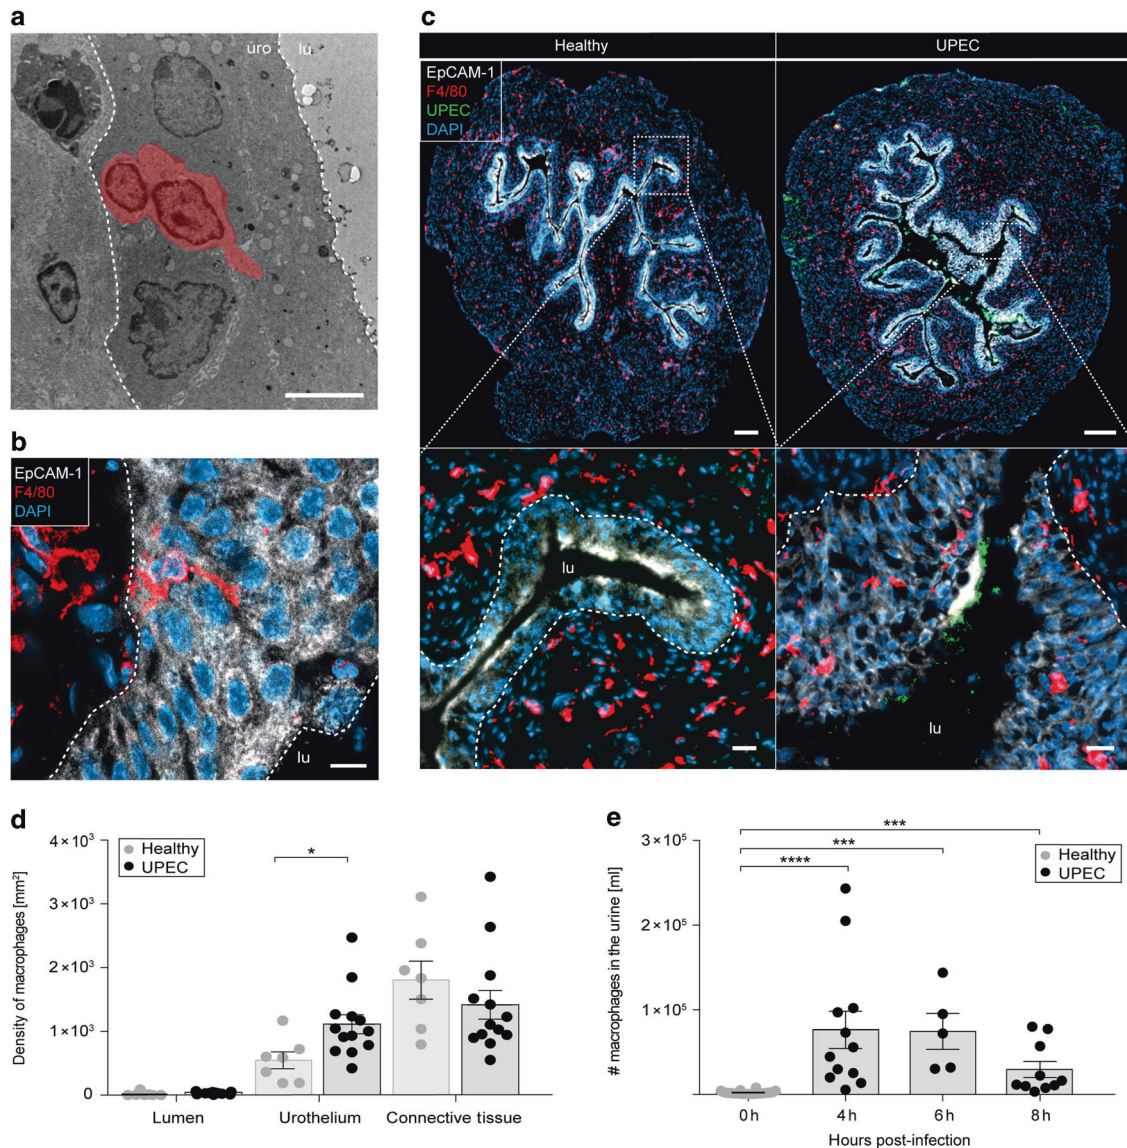 a
uro lu
b
EpCAM-1
F4/80
DAPI
lu
c
Healthy
UPEC
EpCAM-1
F4/80
UPEC
DAPI
lu
lu
d
Density of macrophages [mm²]
4×10³
3×10³
2×10³
1×10³
0
Healthy
UPEC
*
Lumen Urothelium Connective tissue
e
# macrophages in the urine [ml]
3×10⁵
2×10⁵
1×10⁵
0
***
***
****
Healthy
UPEC
0 h 4 h 6 h 8 h
Hours post-infection